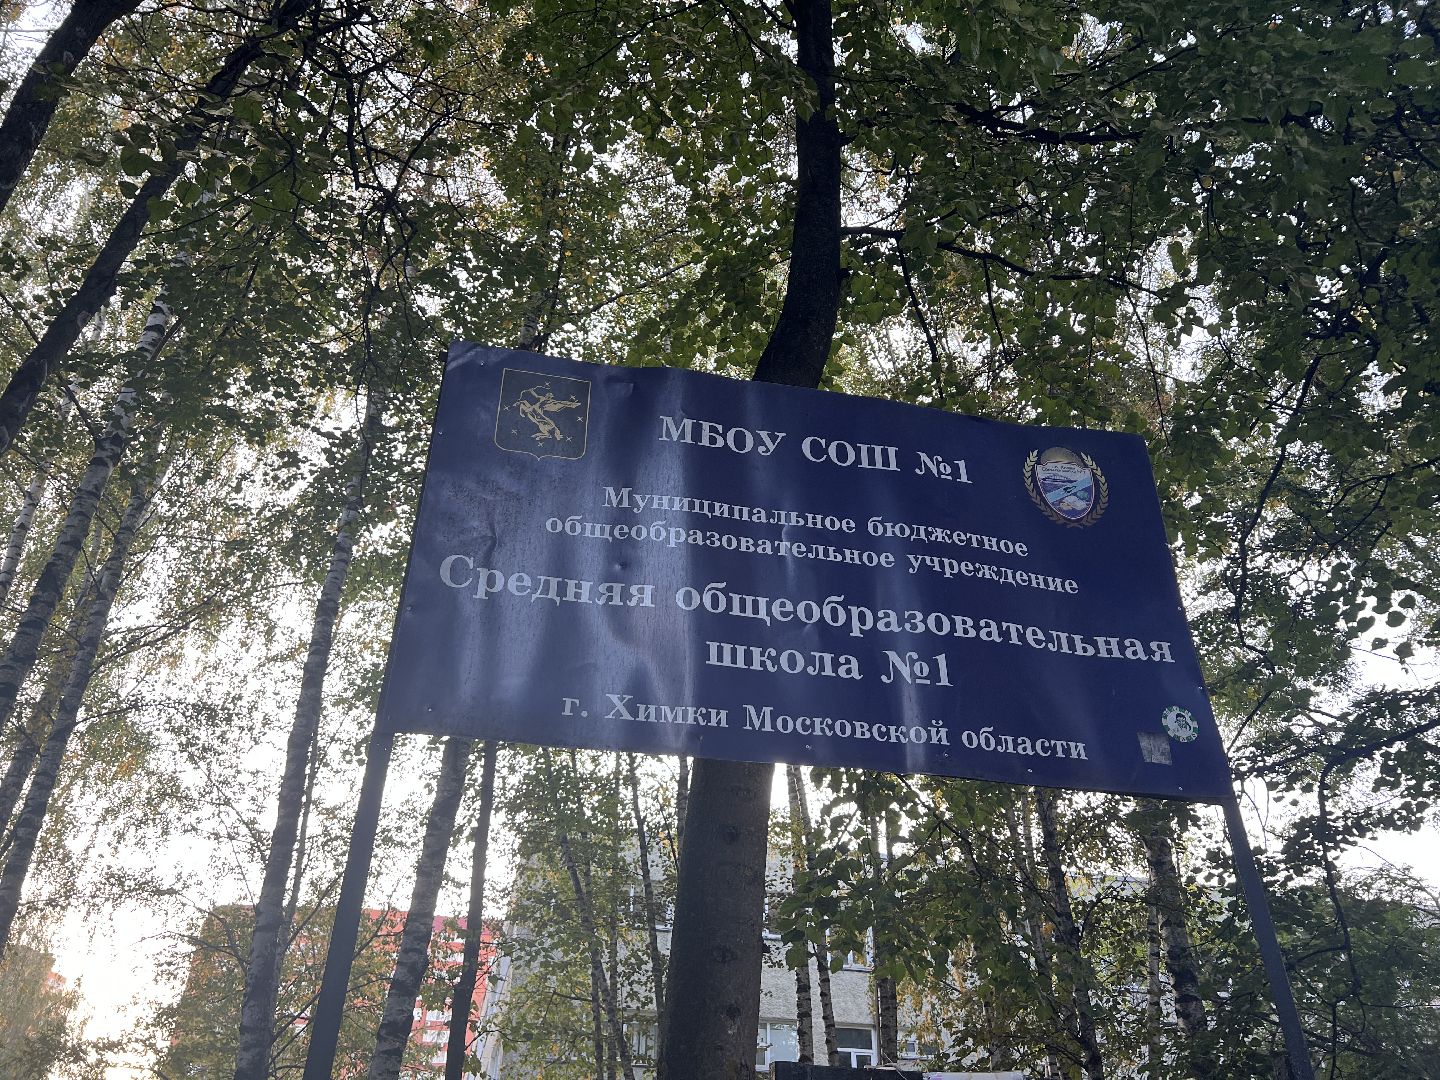 МБОУ СОШ №1
Муниципальное бюджетное
общеобразовательное учреждение
Средняя общеобразовательная
школа №1
г. Химки Московской области